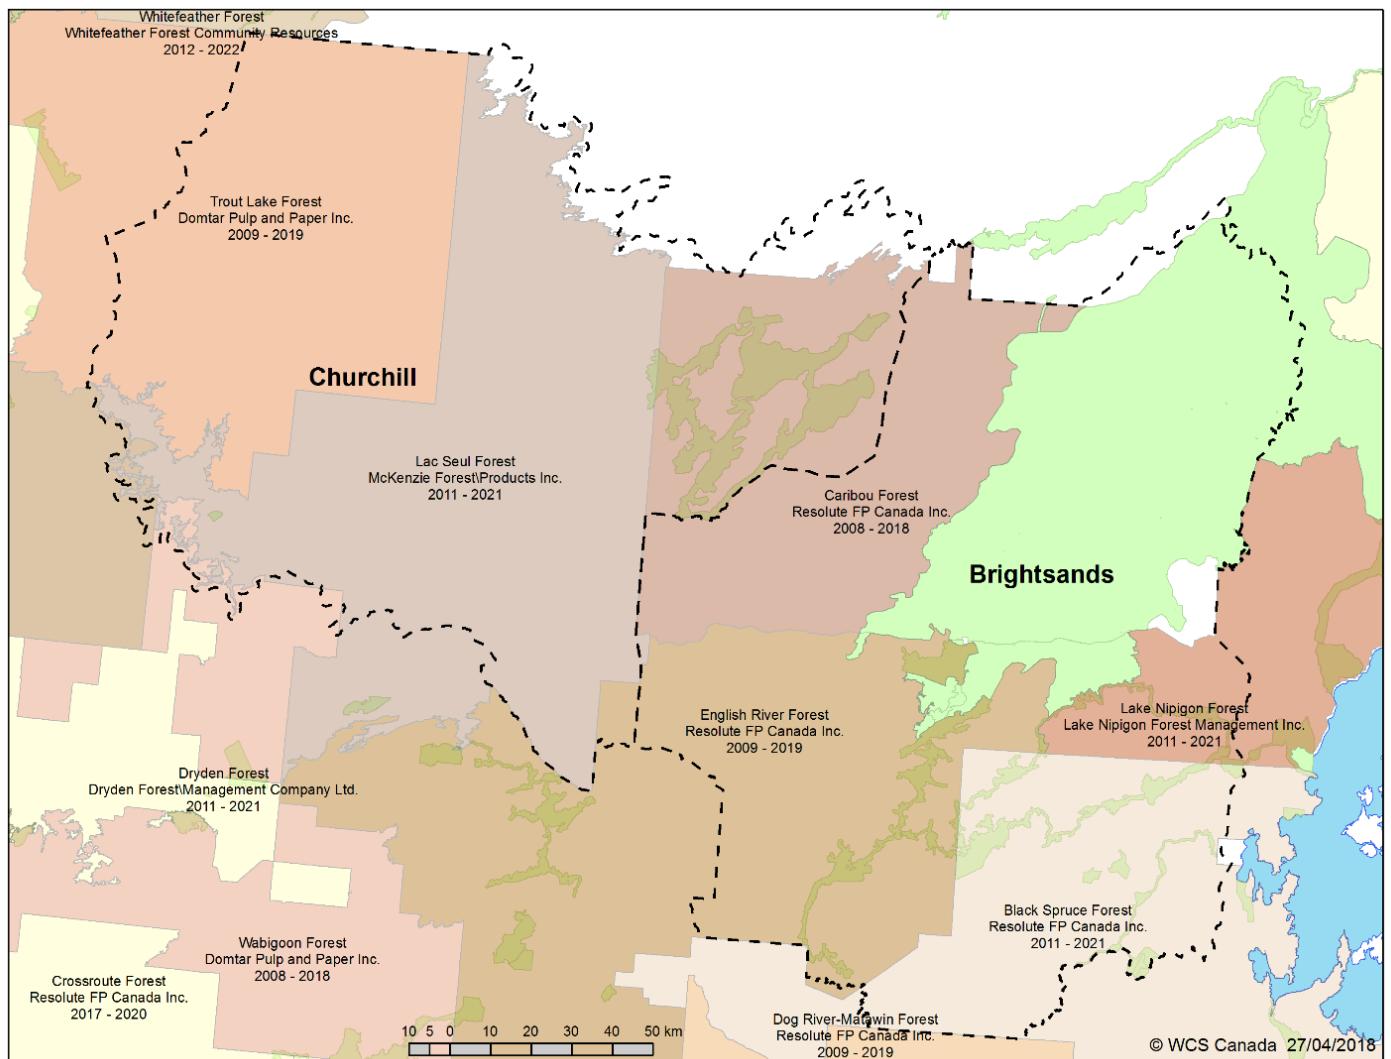 Whitefeather Forest
Whitefeather Forest Community Resources
2012 - 2022
Trout Lake Forest
Domtar Pulp and Paper Inc.
2009 - 2019
Churchill
Lac Seul Forest
McKenzie Forest\Products Inc.
2011 - 2021
Caribou Forest
Resolute FP Canada Inc.
2008 - 2018
Brightsands
English River Forest
Resolute FP Canada Inc.
2009 - 2019
Lake Nipigon Forest
Lake Nipigon Forest Management Inc.
2011 - 2021
Dryden Forest
Dryden Forest\Management Company Ltd.
2011 - 2021
Black Spruce Forest
Resolute FP Canada Inc.
2011 - 2021
Wabigoon Forest
Domtar Pulp and Paper Inc.
2008 - 2018
Crossroute Forest
Resolute FP Canada Inc.
2017 - 2020
Dog River-Matawin Forest
Resolute FP Canada Inc.
2009 - 2019
10 5 0 10 20 30 40 50 km
© WCS Canada 27/04/2018